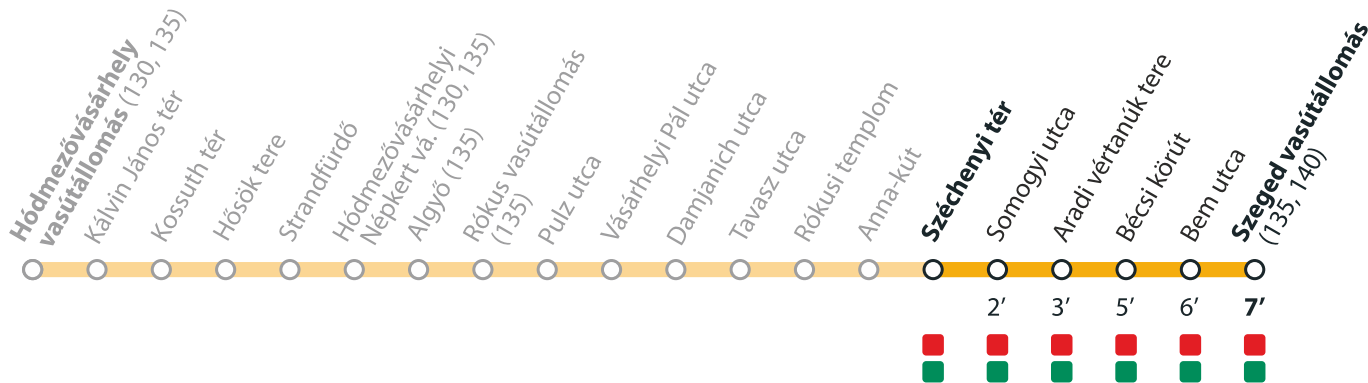 Hódmezővásárhely
vasútállomás (130, 135)
Kálvin János tér
Kossuth tér
Hősök tere
Strandfürdő
Hódmezővásárhelyi
Népkert vá. (130, 135)
Algyő (135)
Rókus vasútállomás
(135)
Pulz utca
Vásárhelyi Pál utca
Damjanich utca
Tavasz utca
Rókusi templom
Anna-kút
Széchenyi tér
Somogyi utca
Aradi vértanúk tere
Bécsi körút
Bem utca
Szeged vasútállomás
(135, 140)
2’ 3’ 5’ 6’ 7’